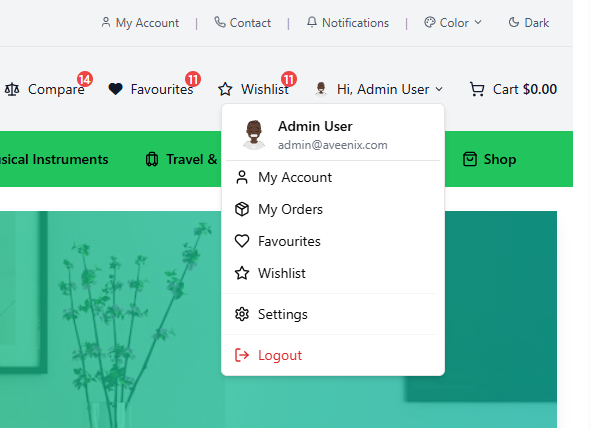 My Account | Contact | Notifications | Color Dark
Compare 14 Favourites 11 Wishlist 11 Hi, Admin User Cart $0.00
Instruments Travel & Shop
Admin User
admin@aveenix.com
My Account
My Orders
Favourites
Wishlist
Settings
Logout